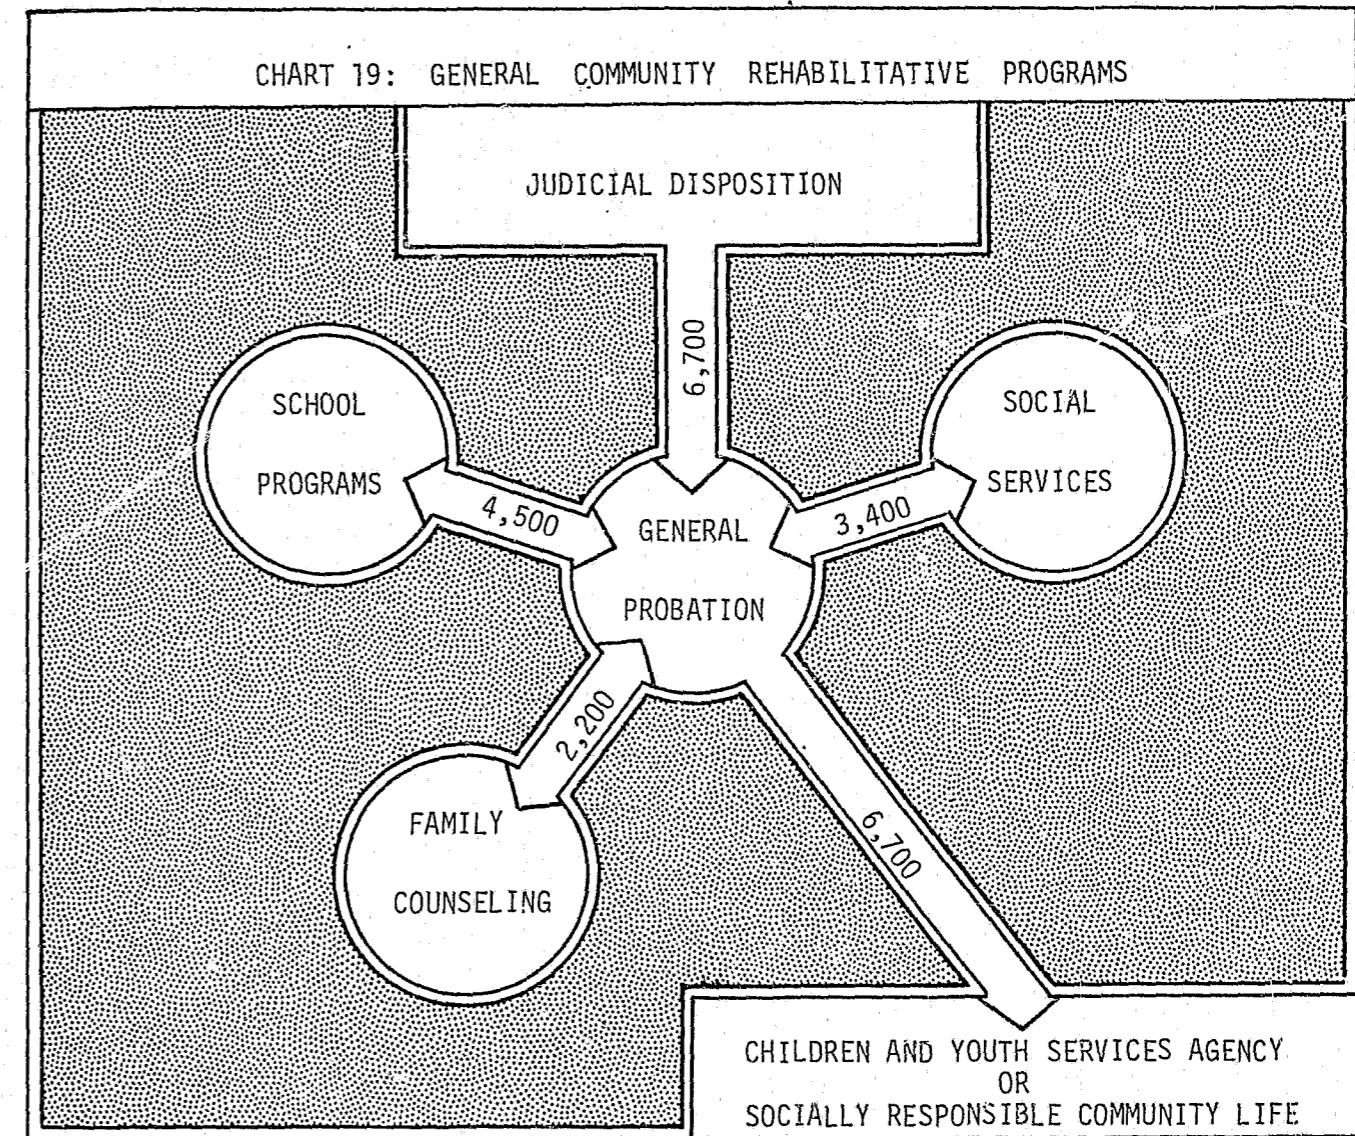 CHART 19: GENERAL COMMUNITY REHABILITATIVE PROGRAMS
JUDICIAL DISPOSITION
6,700
SCHOOL
PROGRAMS
SOCIAL
SERVICES
4,500
3,400
GENERAL
PROBATION
2,200
FAMILY
COUNSELING
6,700
CHILDREN AND YOUTH SERVICES AGENCY
OR
SOCIALLY RESPONSIBLE COMMUNITY LIFE